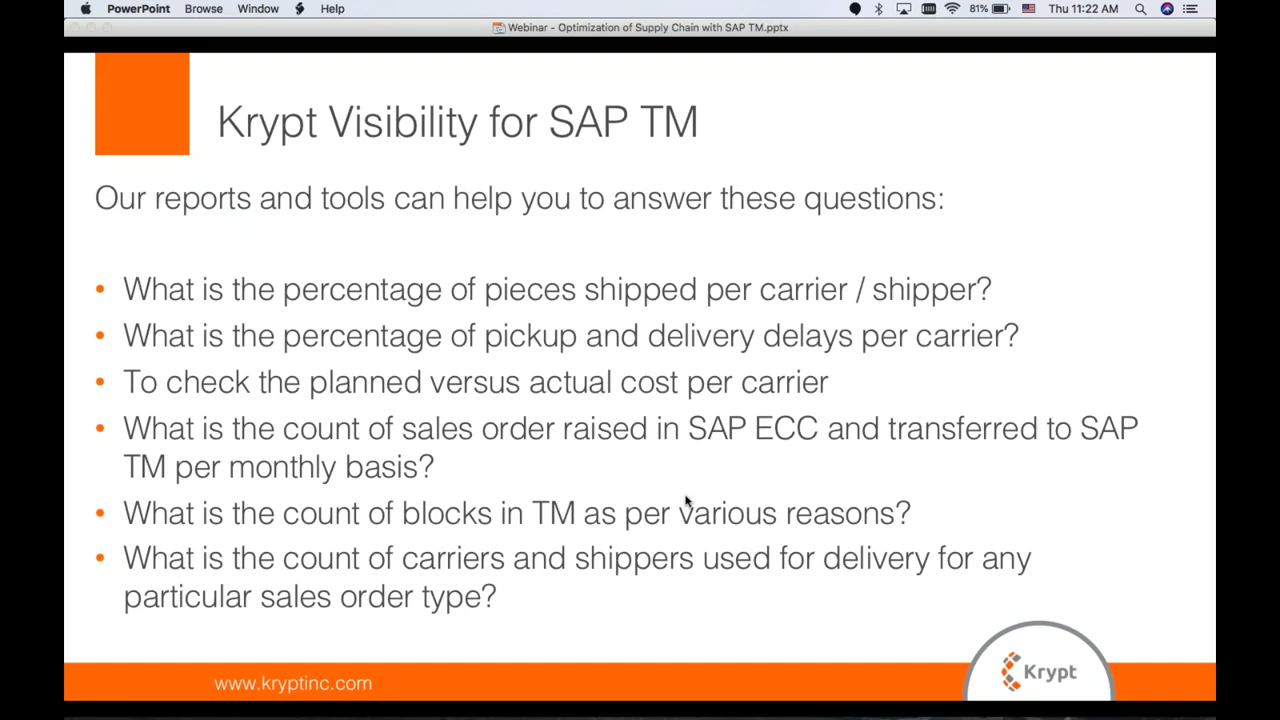 PowerPoint Browse Window Help 81% Thu 11:22 AM
Webinar - Optimization of Supply Chain with SAP TM.pptx
Krypt Visibility for SAP TM
Our reports and tools can help you to answer these questions:
• What is the percentage of pieces shipped per carrier / shipper?
• What is the percentage of pickup and delivery delays per carrier?
• To check the planned versus actual cost per carrier
• What is the count of sales order raised in SAP ECC and transferred to SAP
TM per monthly basis?
• What is the count of blocks in TM as per various reasons?
• What is the count of carriers and shippers used for delivery for any
particular sales order type?
www.kryptinc.com
Krypt